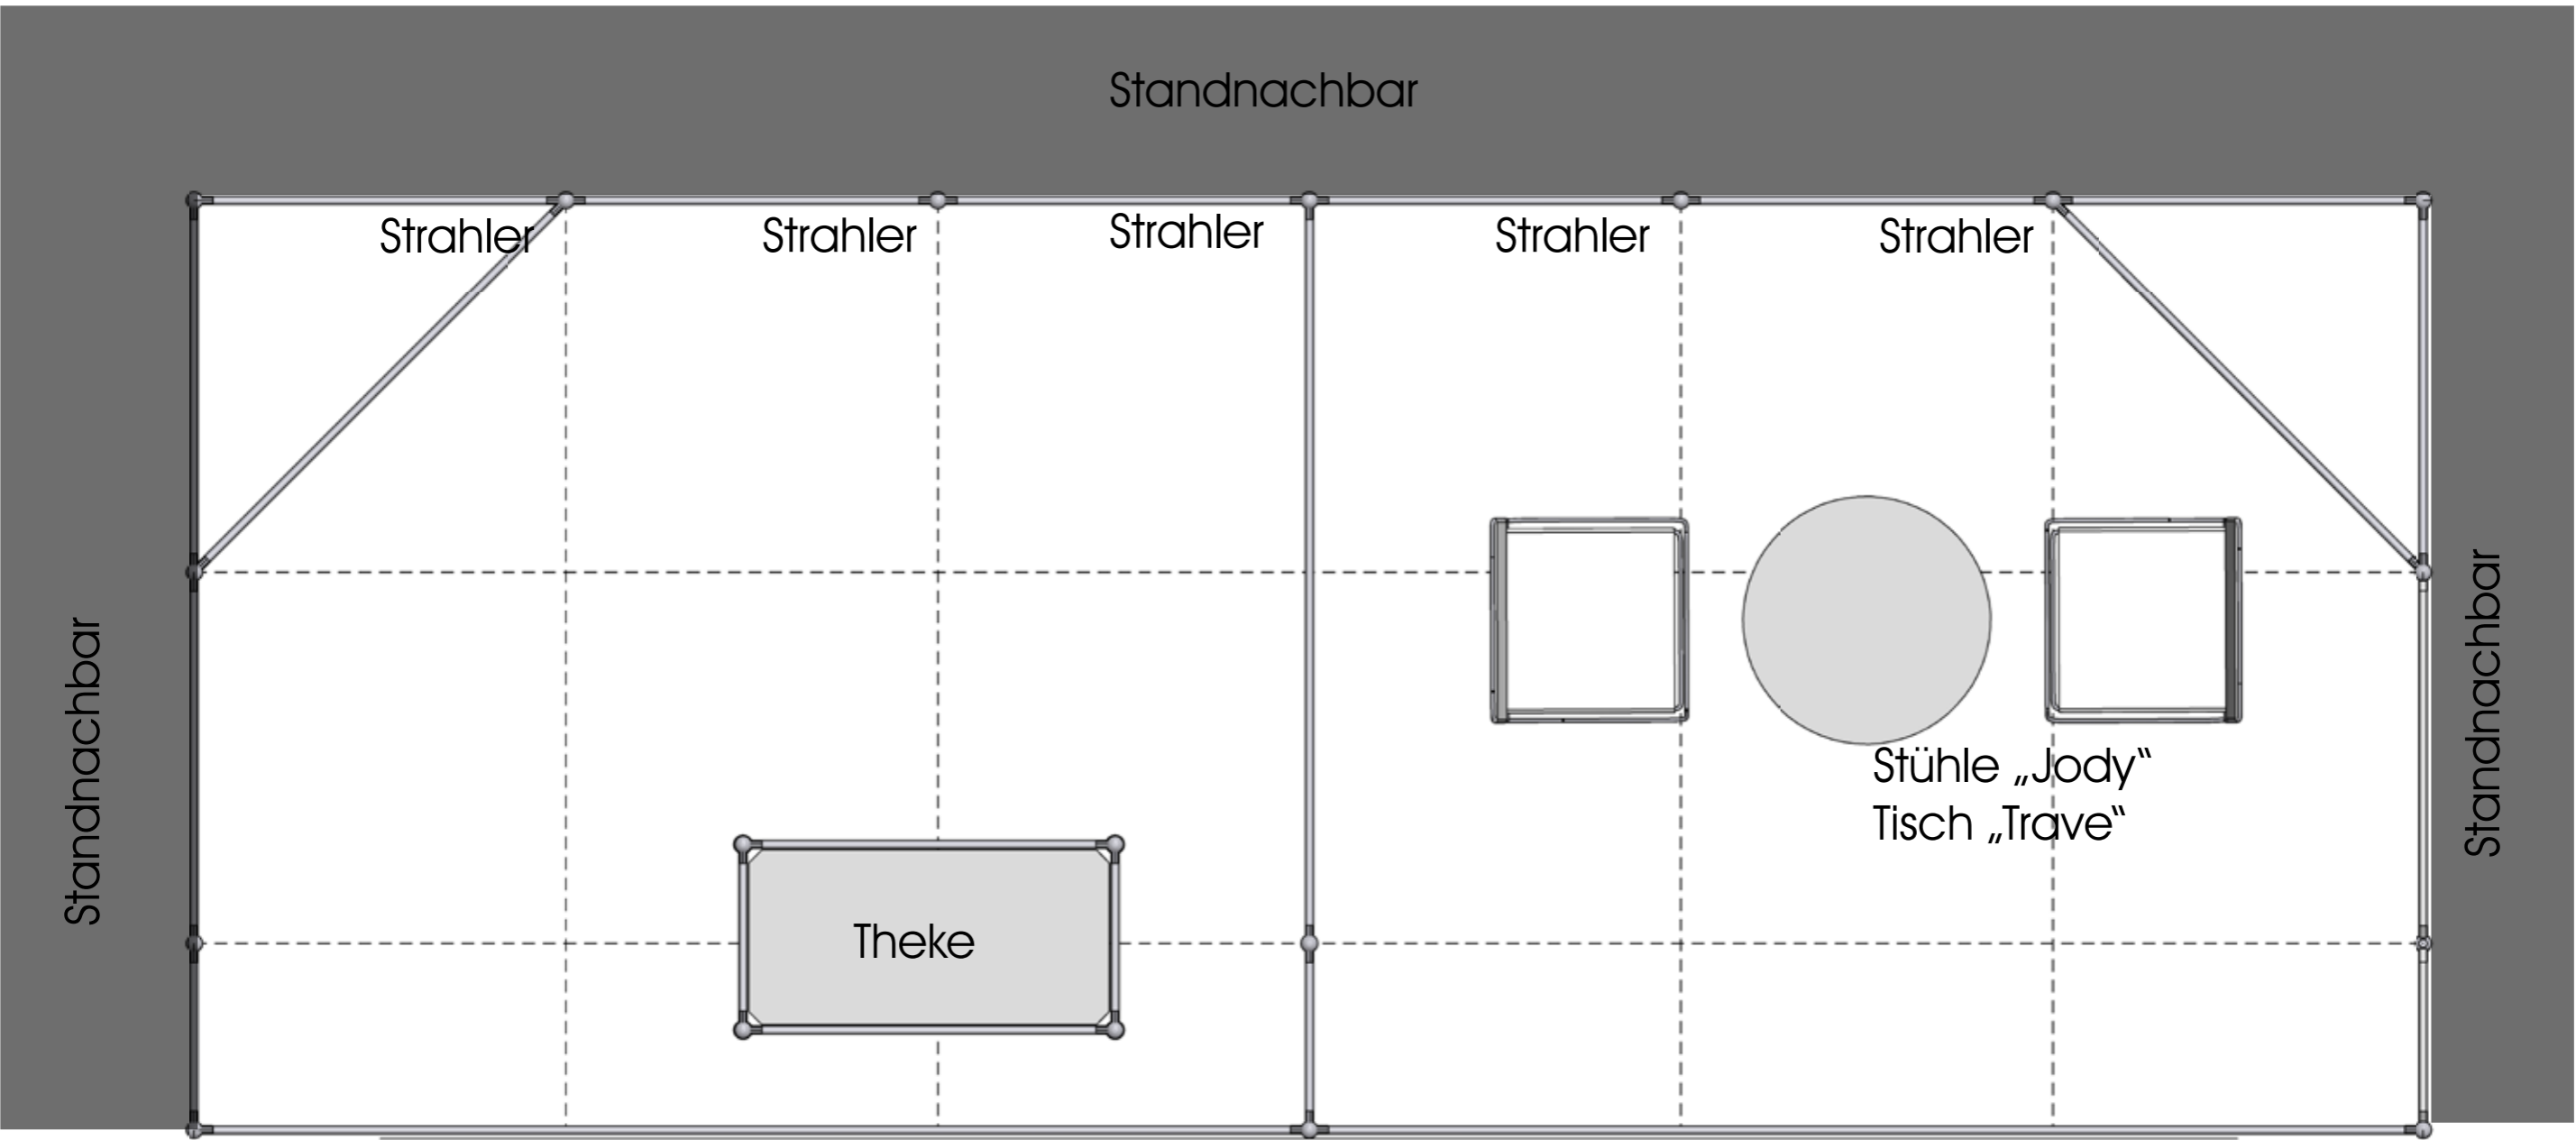 Standnachbar
Strahler
Strahler
Strahler
Strahler
Strahler
Standnachbar
Standnachbar
Stühle „Jody“
Tisch „Trave“
Theke